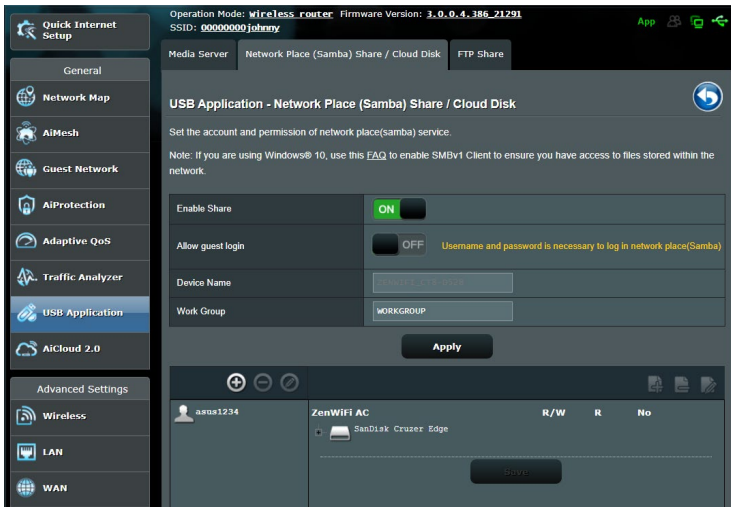 Quick Internet
Setup
Operation Mode: Wireless router Firmware Version: 3.0.0.4.386_21291
SSID: 00000000johnny
App
Media Server
Network Place (Samba) Share / Cloud Disk
FTP Share
General
Network Map
AiMesh
Guest Network
AiProtection
Adaptive QoS
Traffic Analyzer
USB Application
AiCloud 2.0
Advanced Settings
Wireless
LAN
WAN
USB Application - Network Place (Samba) Share / Cloud Disk
Set the account and permission of network place(samba) service.
Note: If you are using Windows® 10, use this FAQ to enable SMBv1 Client to ensure you have access to files stored within the
network.
Enable Share
ON
Allow guest login
OFF
Username and password is necessary to log in network place(Samba)
Device Name
Work Group
WORKGROUP
Apply
asus1234
ZenWiFi AC
R/W
R
No
SanDisk Cruzer Edge
Save